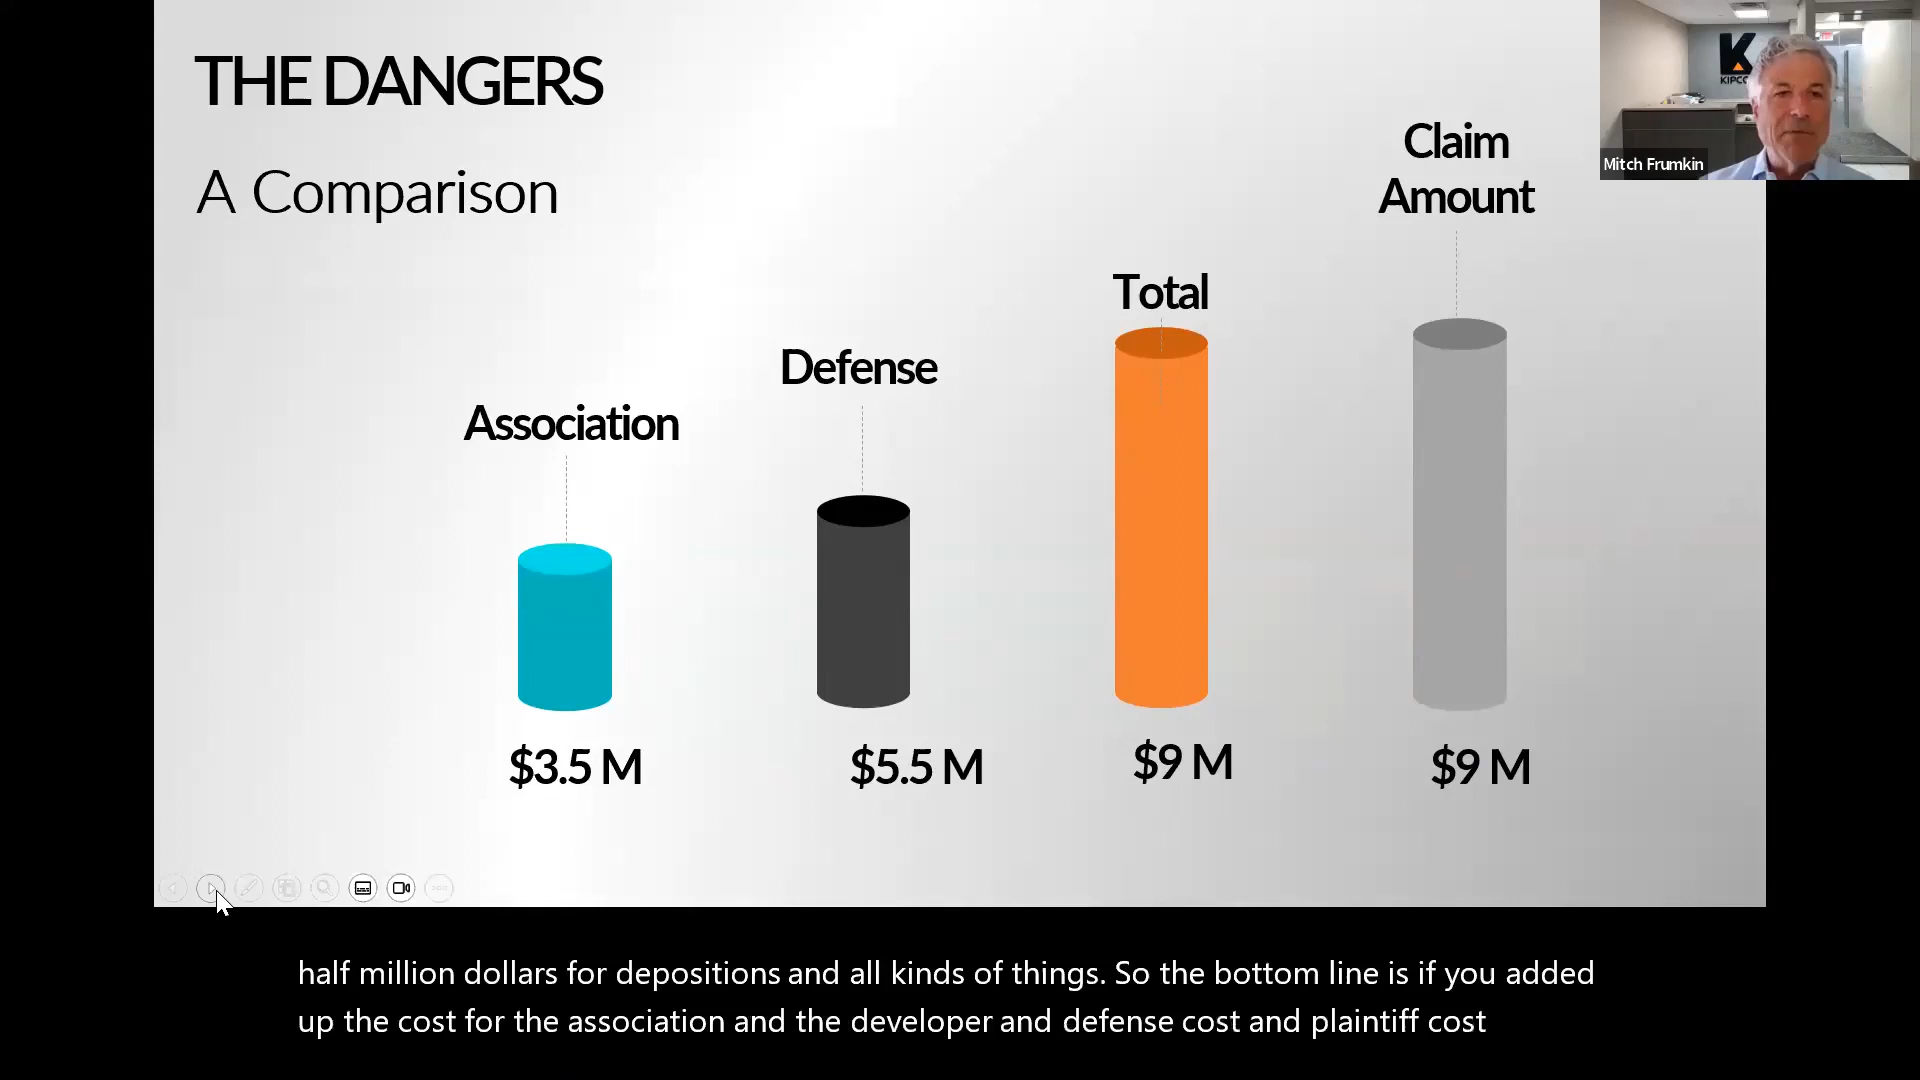 THE DANGERS
A Comparison
Claim
Amount
Total
Defense
Association
$3.5 M
$5.5 M
$9 M
$9 M
K
KIPCO
Mitch Frumkin
half million dollars for depositions and all kinds of things. So the bottom line is if you added
up the cost for the association and the developer and defense cost and plaintiff cost